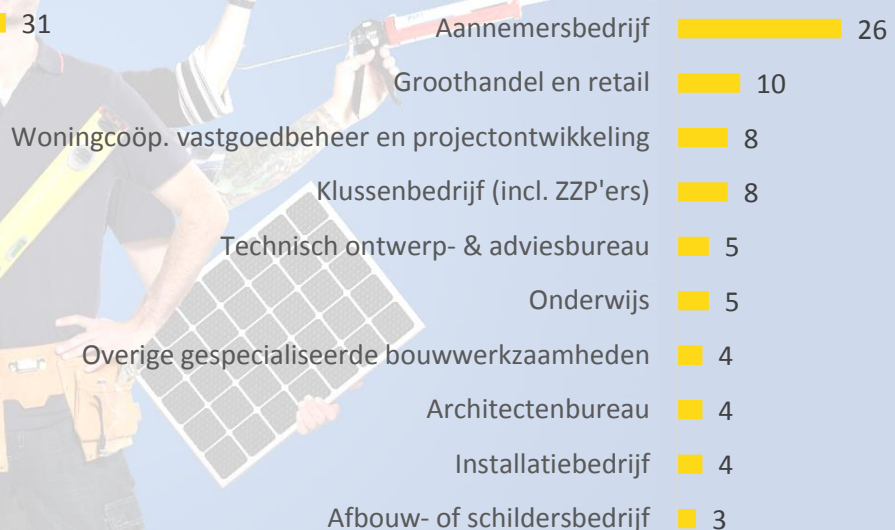 31
Aannemersbedrijf 26
Groothandel en retail 10
Woningcoöp. vastgoedbeheer en projectontwikkeling 8
Klussenbedrijf (incl. ZZP'ers) 8
Technisch ontwerp- & adviesbureau 5
Onderwijs 5
Overige gespecialiseerde bouwwerkzaamheden 4
Architectenbureau 4
Installatiebedrijf 4
Afbouw- of schildersbedrijf 3